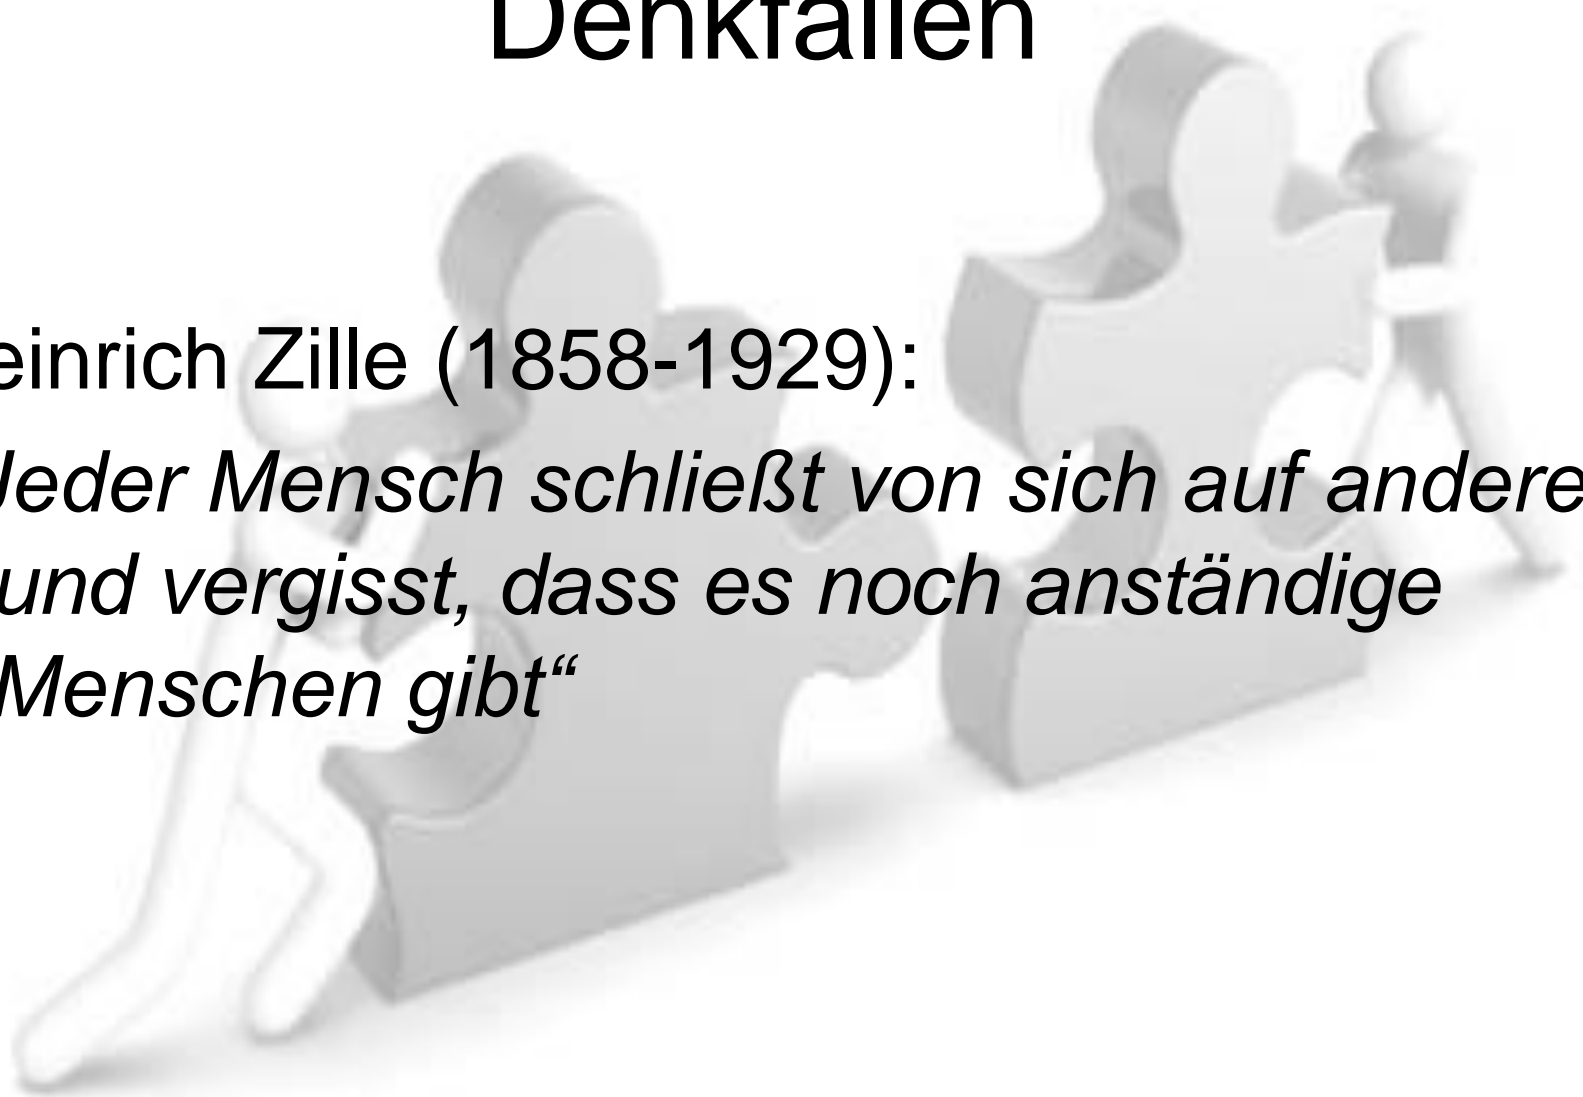 Denkfallen
einrich Zille (1858-1929):
Jeder Mensch schließt von sich auf andere
und vergisst, dass es noch anständige
Menschen gibt“